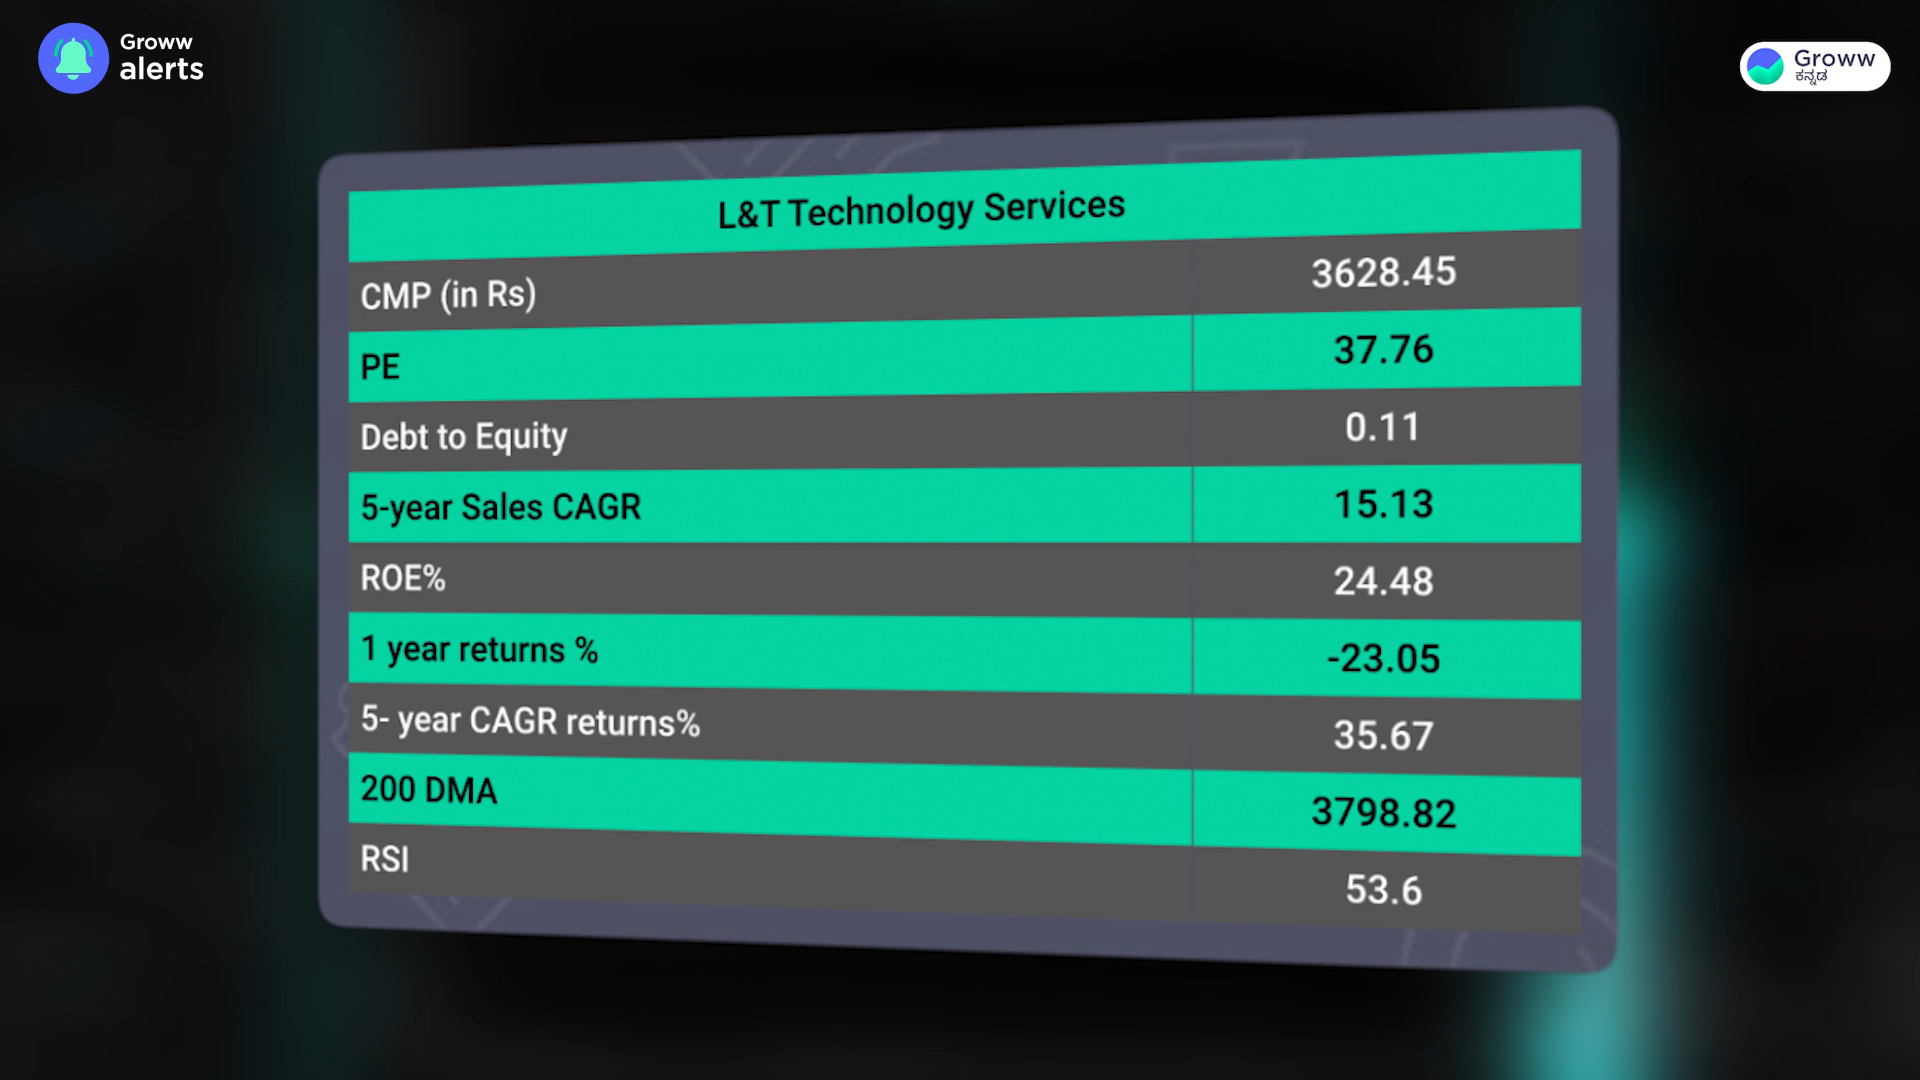 Groww
alerts
Groww
ಕನ್ನಡ
L&T Technology Services
CMP (in Rs) 3628.45
PE 37.76
Debt to Equity 0.11
5-year Sales CAGR 15.13
ROE% 24.48
1 year returns % -23.05
5- year CAGR returns% 35.67
200 DMA 3798.82
RSI 53.6